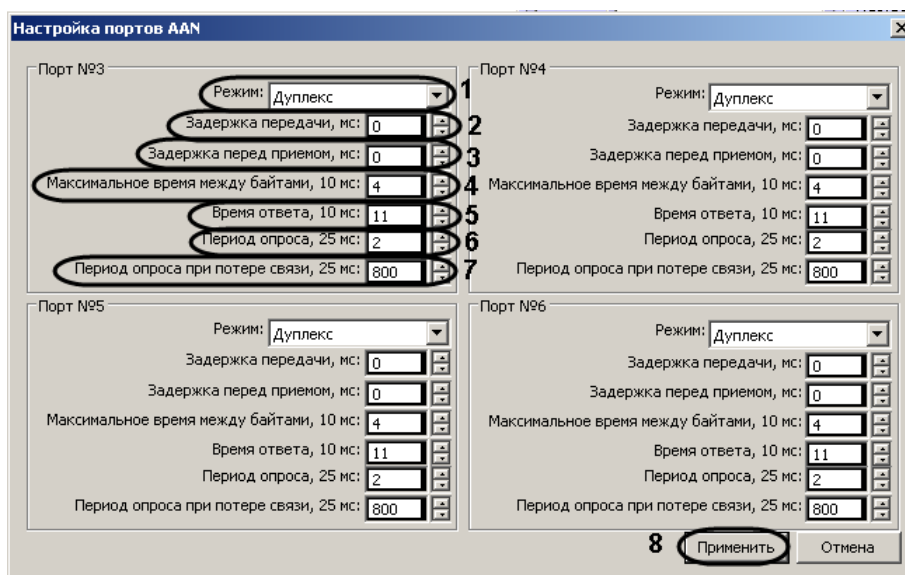 Настройка портов AAN
Порт №3
Режим: Дуплекс 1
Задержка передачи, мс: 0 2
Задержка перед приемом, мс: 0 3
Максимальное время между байтами, 10 мс: 4 4
Время ответа, 10 мс: 11 5
Период опроса, 25 мс: 2 6
Период опроса при потере связи, 25 мс: 800 7
Порт №4
Режим: Дуплекс
Задержка передачи, мс: 0
Задержка перед приемом, мс: 0
Максимальное время между байтами, 10 мс: 4
Время ответа, 10 мс: 11
Период опроса, 25 мс: 2
Период опроса при потере связи, 25 мс: 800
Порт №5
Режим: Дуплекс
Задержка передачи, мс: 0
Задержка перед приемом, мс: 0
Максимальное время между байтами, 10 мс: 4
Время ответа, 10 мс: 11
Период опроса, 25 мс: 2
Период опроса при потере связи, 25 мс: 800
Порт №6
Режим: Дуплекс
Задержка передачи, мс: 0
Задержка перед приемом, мс: 0
Максимальное время между байтами, 10 мс: 4
Время ответа, 10 мс: 11
Период опроса, 25 мс: 2
Период опроса при потере связи, 25 мс: 800
8 Применить Отмена